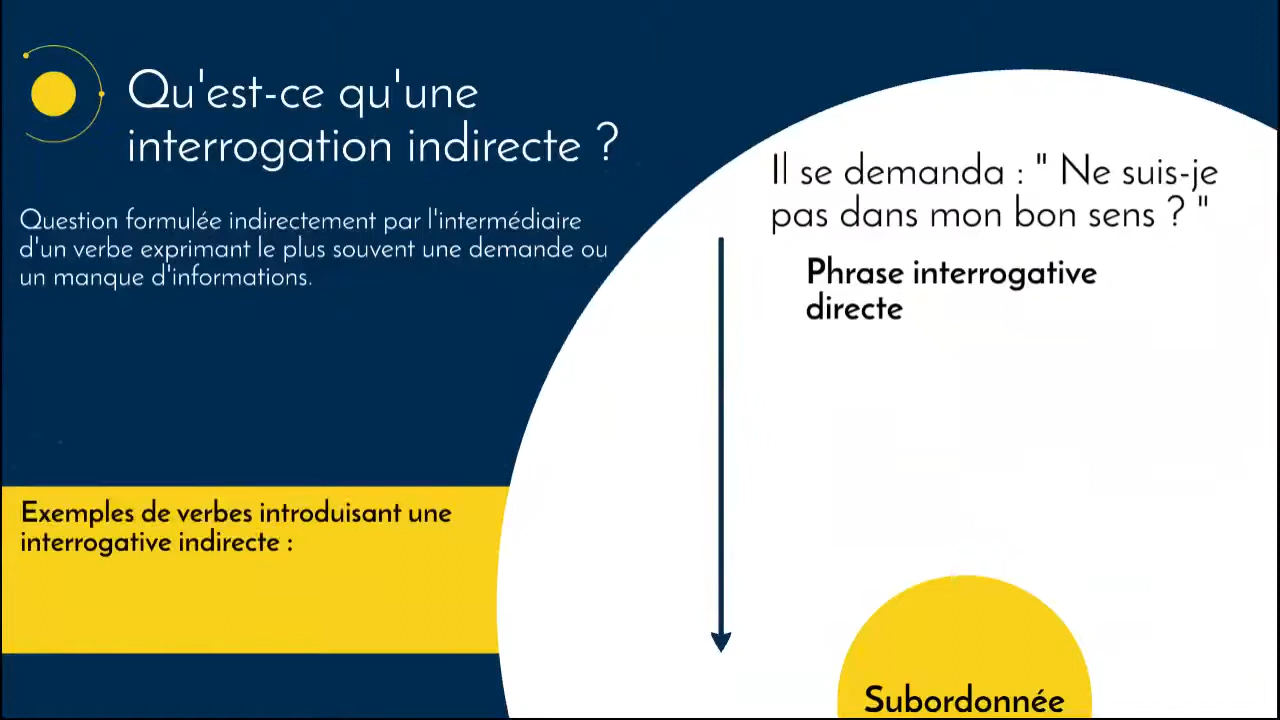 Qu'est-ce qu'une
interrogation indirecte ?
Question formulée indirectement par l'intermédiaire
d'un verbe exprimant le plus souvent une demande ou
un manque d'informations.
Exemples de verbes introduisant une
interrogative indirecte :
Il se demanda : " Ne suis-je
pas dans mon bon sens ? "
Phrase interrogative
directe
Subordonnée